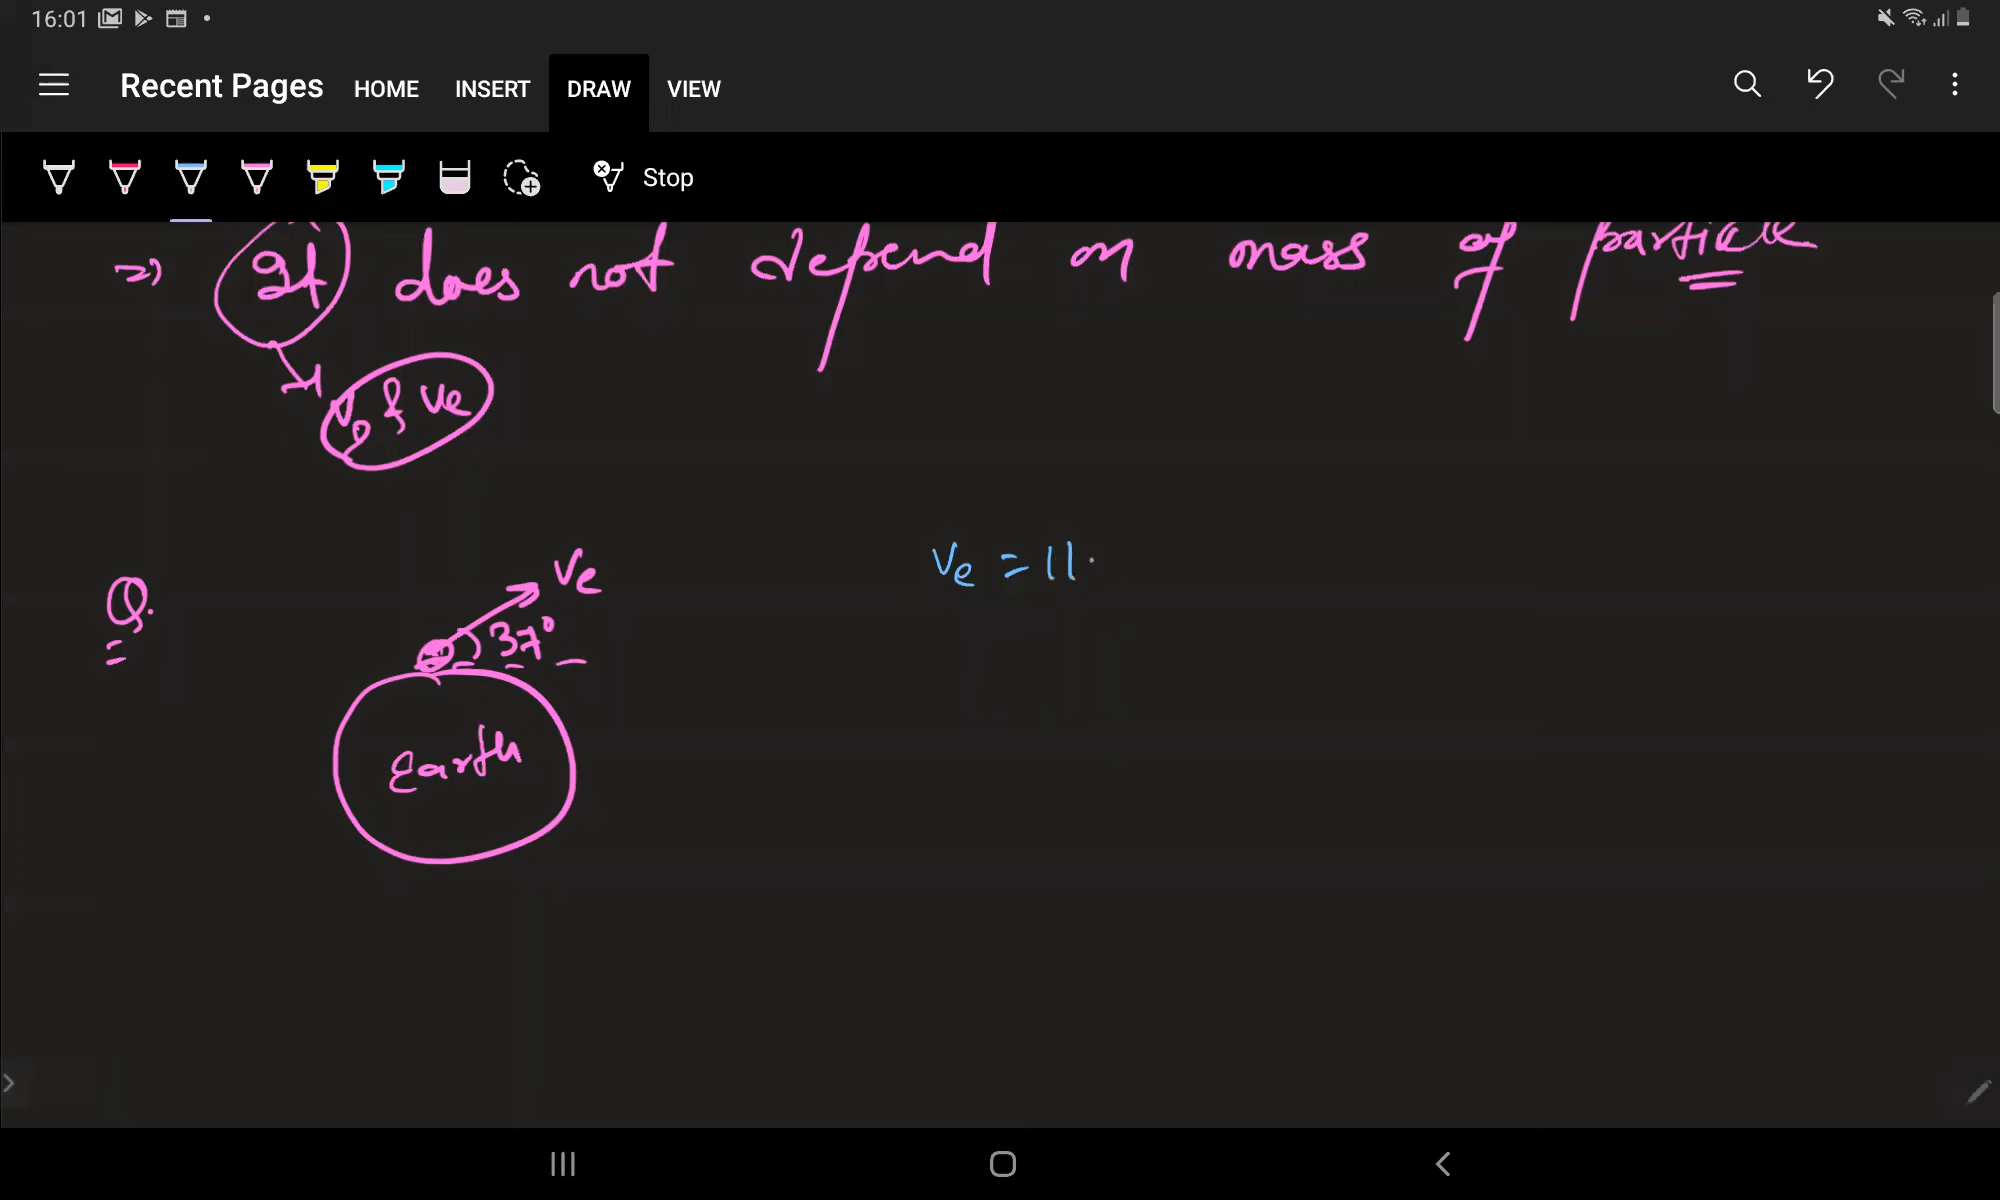 16:01
Recent Pages HOME INSERT DRAW VIEW
Stop
⇒ It does not depend on mass of particle
Vo & Ve
Q.
Ve
37°
Earth
Ve = 11.